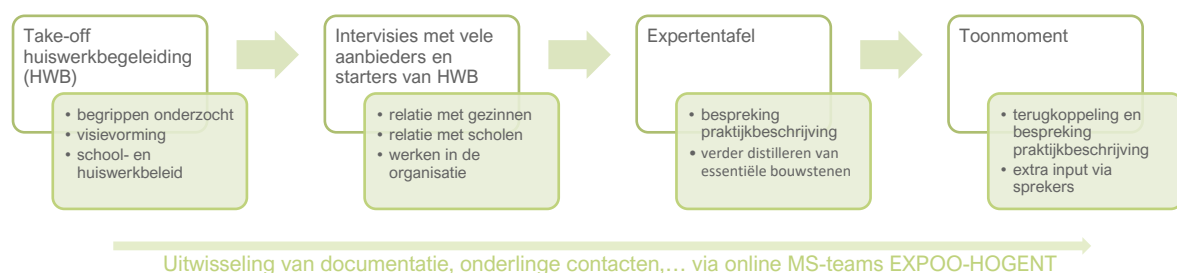 Take-off
huiswerkbegeleiding
(HWB)
• begrippen onderzocht
• visievorming
• school- en
huiswerkbeleid
Intervisies met vele
aanbieders en
starters van HWB
• relatie met gezinnen
• relatie met scholen
• werken in de
organisatie
Expertentafel
• bespreking
praktijkbeschrijving
• verder distilleren van
essentiële bouwstenen
Toonmoment
• terugkoppeling en
bespreking
praktijkbeschrijving
• extra input via
sprekers
Uitwisseling van documentatie, onderlinge contacten,… via online MS-teams EXPOO-HOGENT